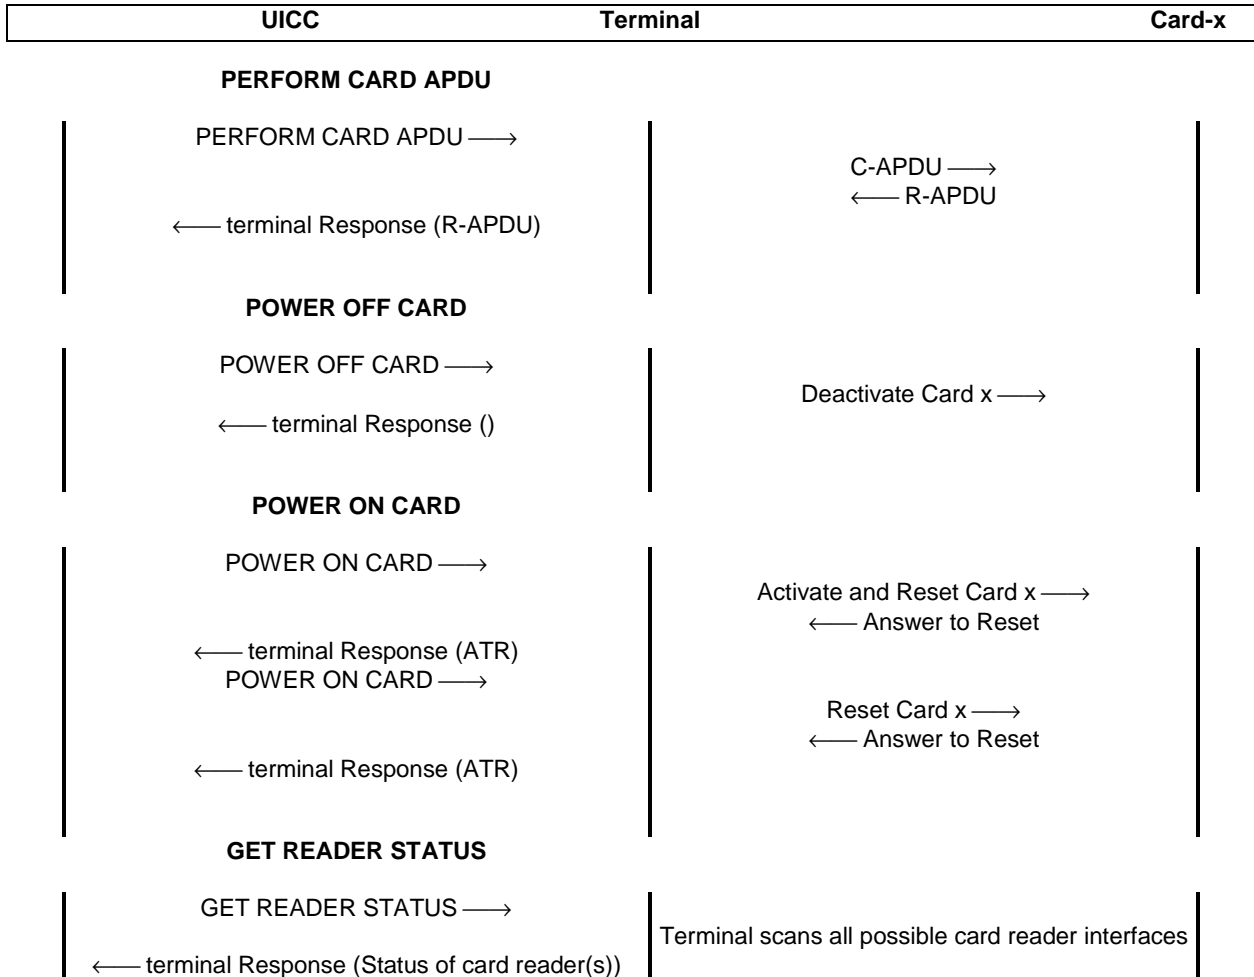 UICC Terminal Card-x
PERFORM CARD APDU
PERFORM CARD APDU ⟶
C-APDU ⟶
⟵ R-APDU
⟵ terminal Response (R-APDU)
POWER OFF CARD
POWER OFF CARD ⟶
Deactivate Card x ⟶
⟵ terminal Response ()
POWER ON CARD
POWER ON CARD ⟶
Activate and Reset Card x ⟶
⟵ Answer to Reset
⟵ terminal Response (ATR)
POWER ON CARD ⟶
Reset Card x ⟶
⟵ Answer to Reset
⟵ terminal Response (ATR)
GET READER STATUS
GET READER STATUS ⟶
Terminal scans all possible card reader interfaces
⟵ terminal Response (Status of card reader(s))